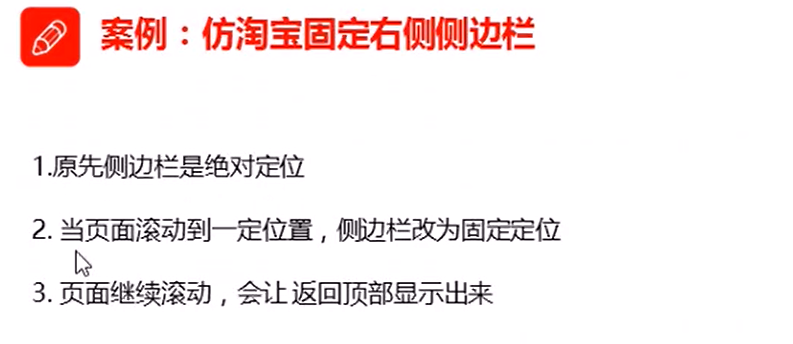 案例：仿淘宝固定右侧侧边栏
1.原先侧边栏是绝对定位
2. 当页面滚动到一定位置，侧边栏改为固定定位
3. 页面继续滚动，会让 返回顶部显示出来